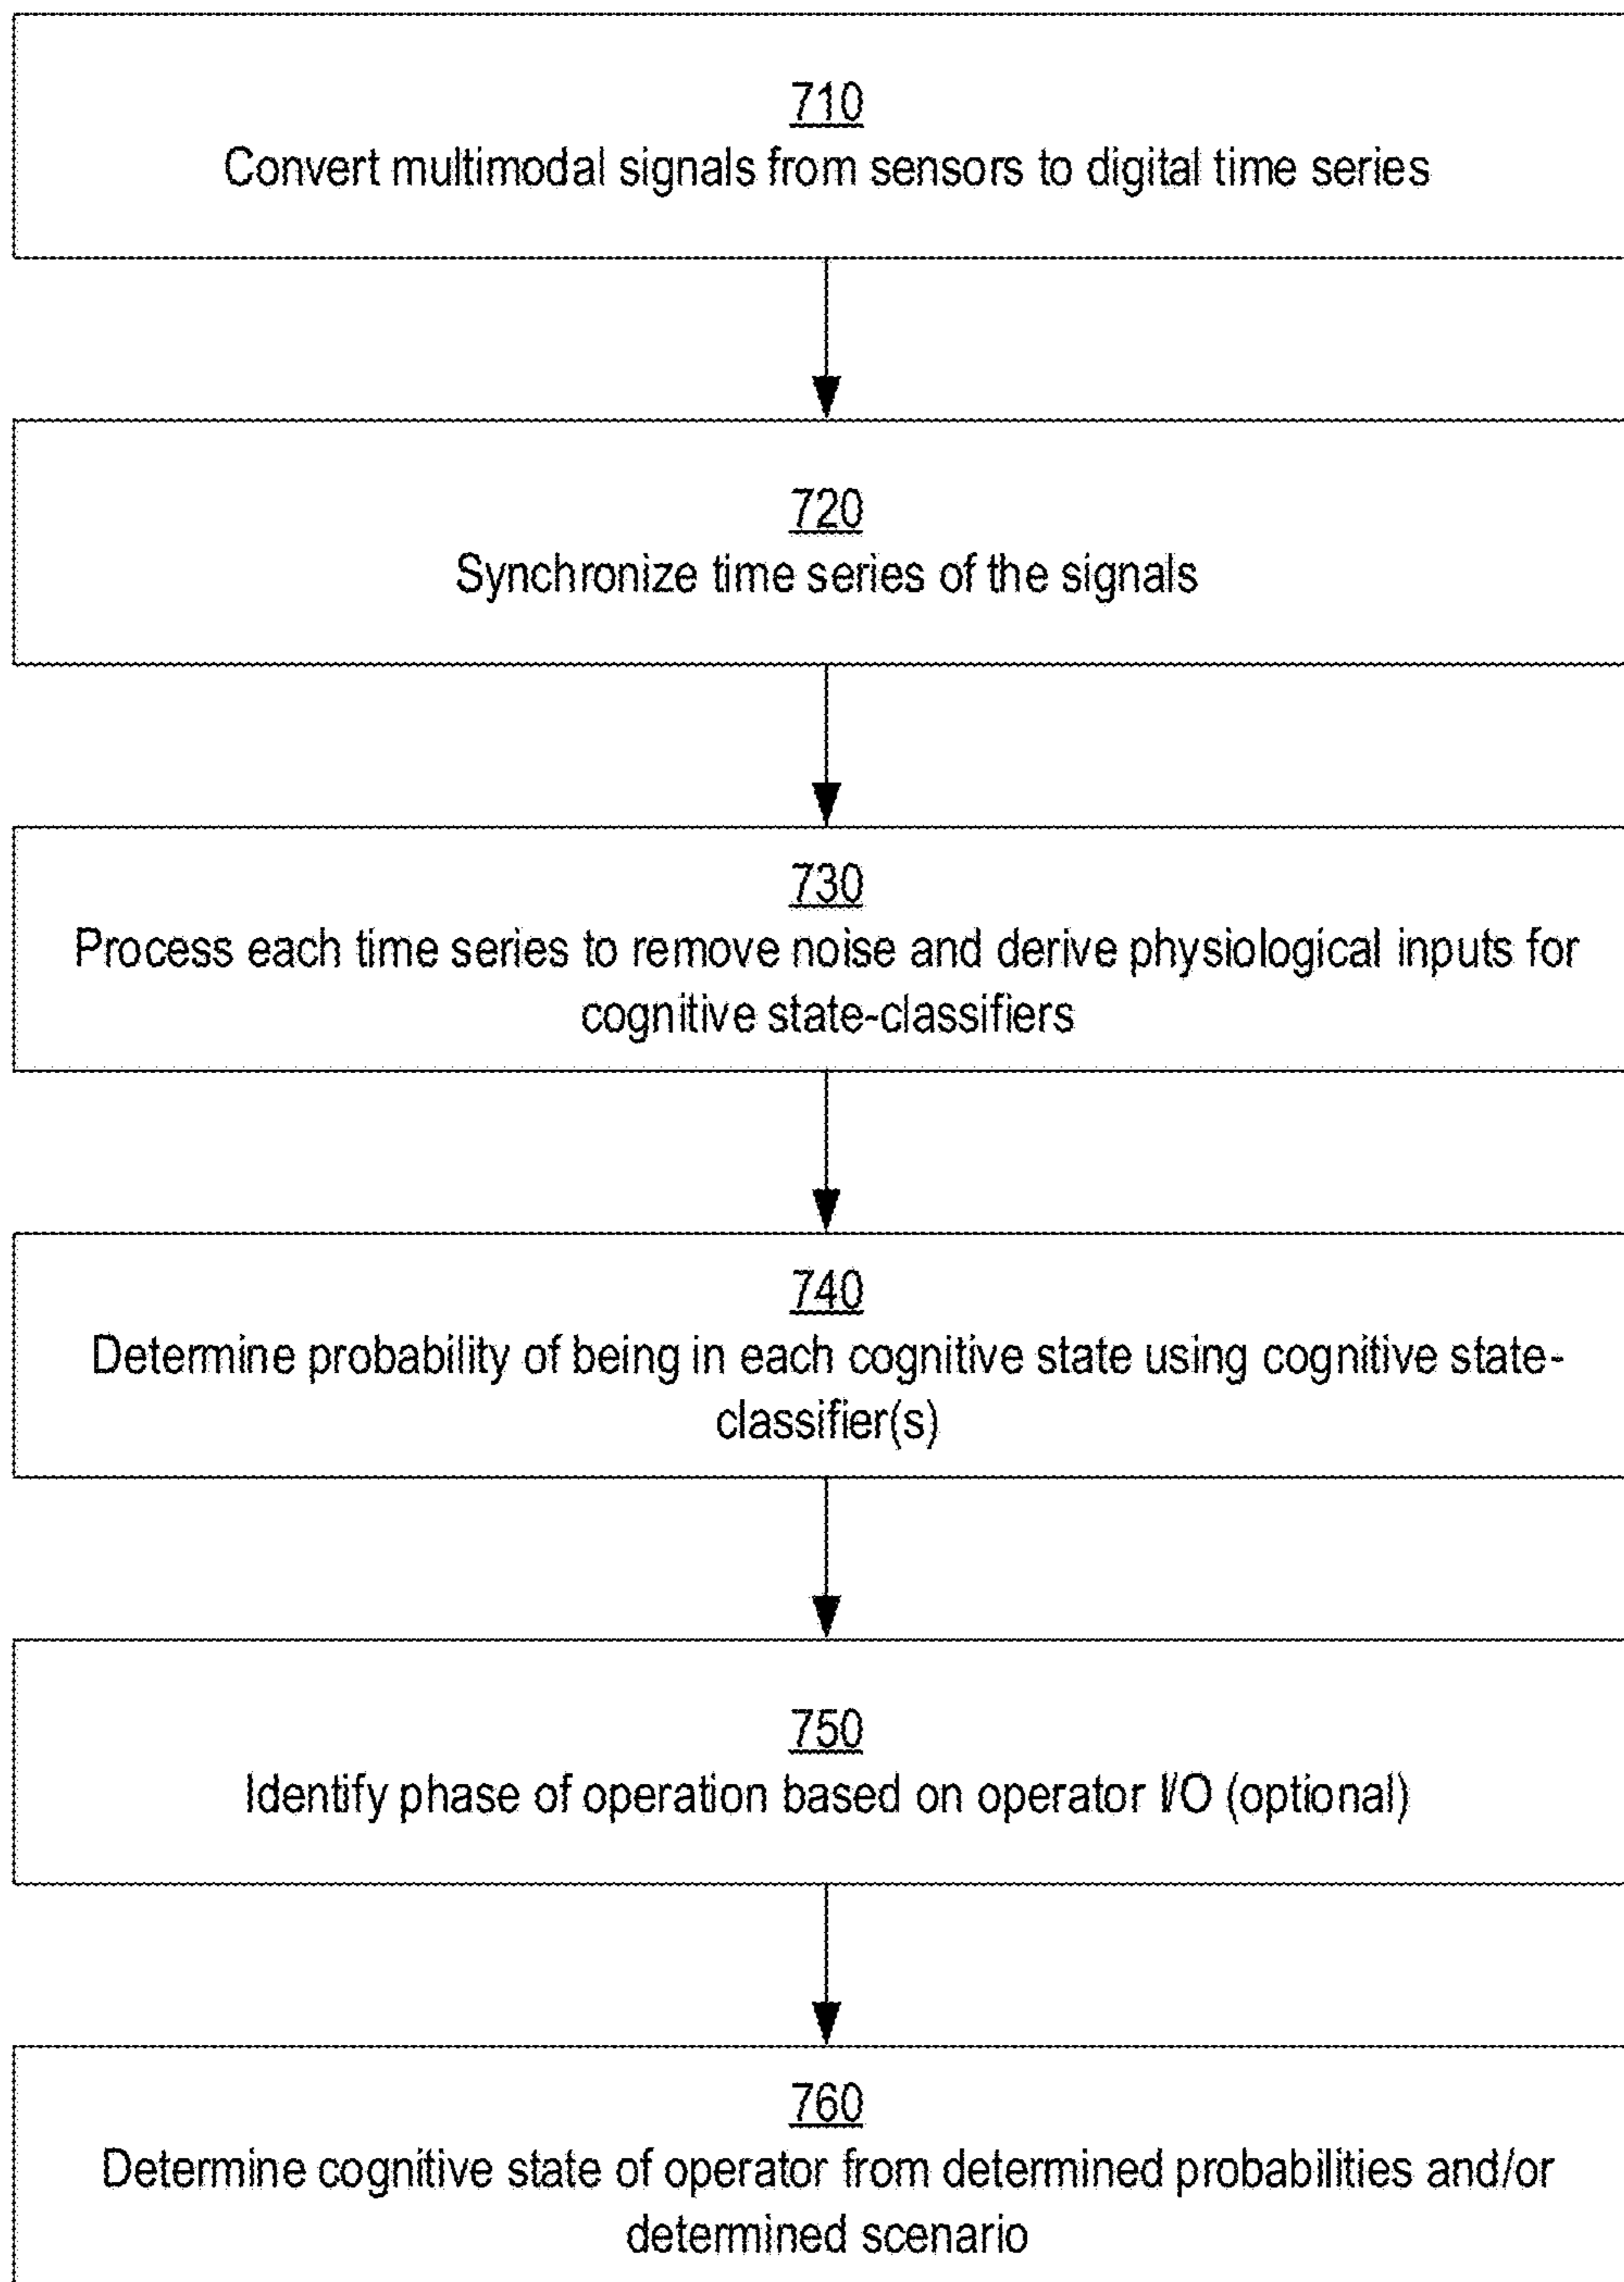 710
Convert multimodal signals from sensors to digital time series
720
Synchronize time series of the signals
730
Process each time series to remove noise and derive physiological inputs for
cognitive state-classifiers
740
Determine probability of being in each cognitive state using cognitive state-
classifier(s)
750
Identify phase of operation based on operator I/O (optional)
760
Determine cognitive state of operator from determined probabilities and/or
determined scenario